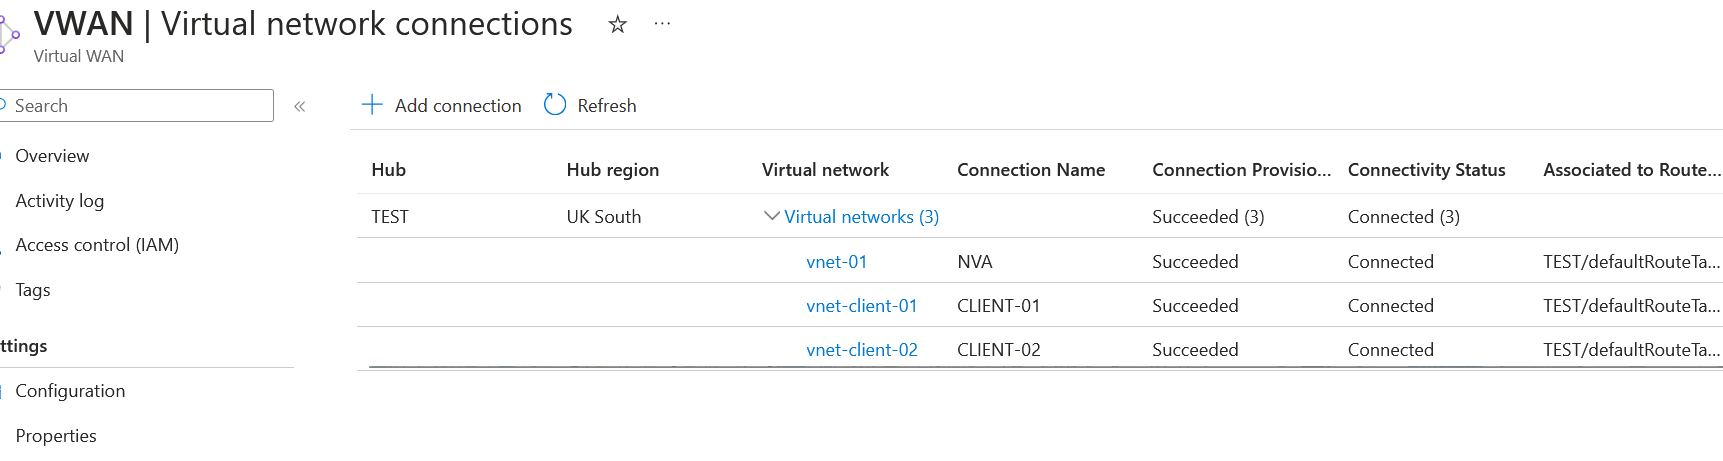 VWAN | Virtual network connections ☆ ...
Virtual WAN
Search «
+ Add connection Refresh
Overview
Activity log
Access control (IAM)
Tags
ttings
Configuration
Properties
Hub Hub region Virtual network Connection Name Connection Provisio... Connectivity Status Associated to Route...
TEST UK South Virtual networks (3) Succeeded (3) Connected (3)
vnet-01 NVA Succeeded Connected TEST/defaultRouteTa...
vnet-client-01 CLIENT-01 Succeeded Connected TEST/defaultRouteTa...
vnet-client-02 CLIENT-02 Succeeded Connected TEST/defaultRouteTa...